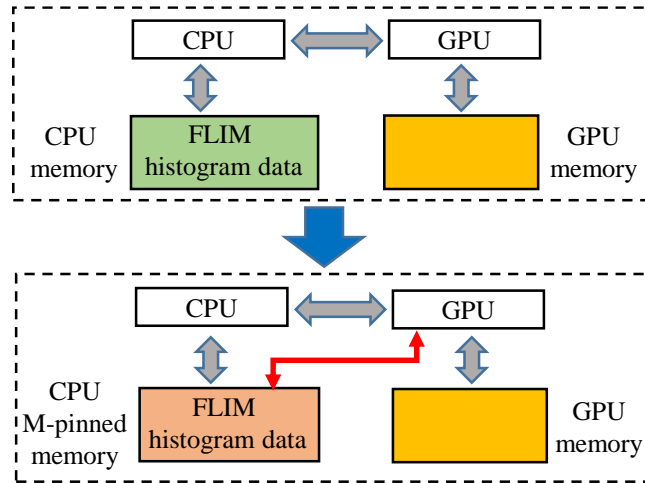 CPU
GPU
CPU
memory
FLIM
histogram data
GPU
memory
CPU
GPU
CPU
M-pinned
memory
FLIM
histogram data
GPU
memory